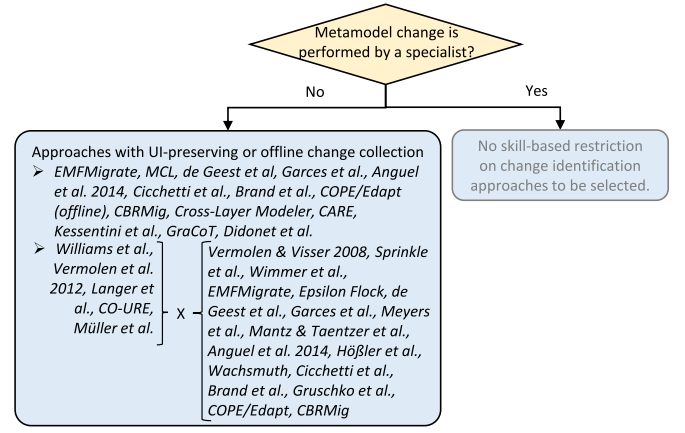 Metamodel change is
performed by a specialist?
No
Yes
Approaches with UI-preserving or offline change collection
➢ EMFMigrate, MCL, de Geest et al, Garces et al., Anguel
et al. 2014, Cicchetti et al., Brand et al., COPE/Edapt
(offline), CBRMig, Cross-Layer Modeler, CARE,
Kessentini et al., GraCoT, Didonet et al.
➢ Williams et al.,
Vermolen et al.
2012, Langer et
al., CO-URE,
Müller et al.
X
Vermolen & Visser 2008, Sprinkle
et al., Wimmer et al.,
EMFMigrate, Epsilon Flock, de
Geest et al., Garces et al., Meyers
et al., Mantz & Taentzer et al.,
Anguel et al. 2014, Hößler et al.,
Wachsmuth, Cicchetti et al.,
Brand et al., Gruschko et al.,
COPE/Edapt, CBRMig
No skill-based restriction
on change identification
approaches to be selected.